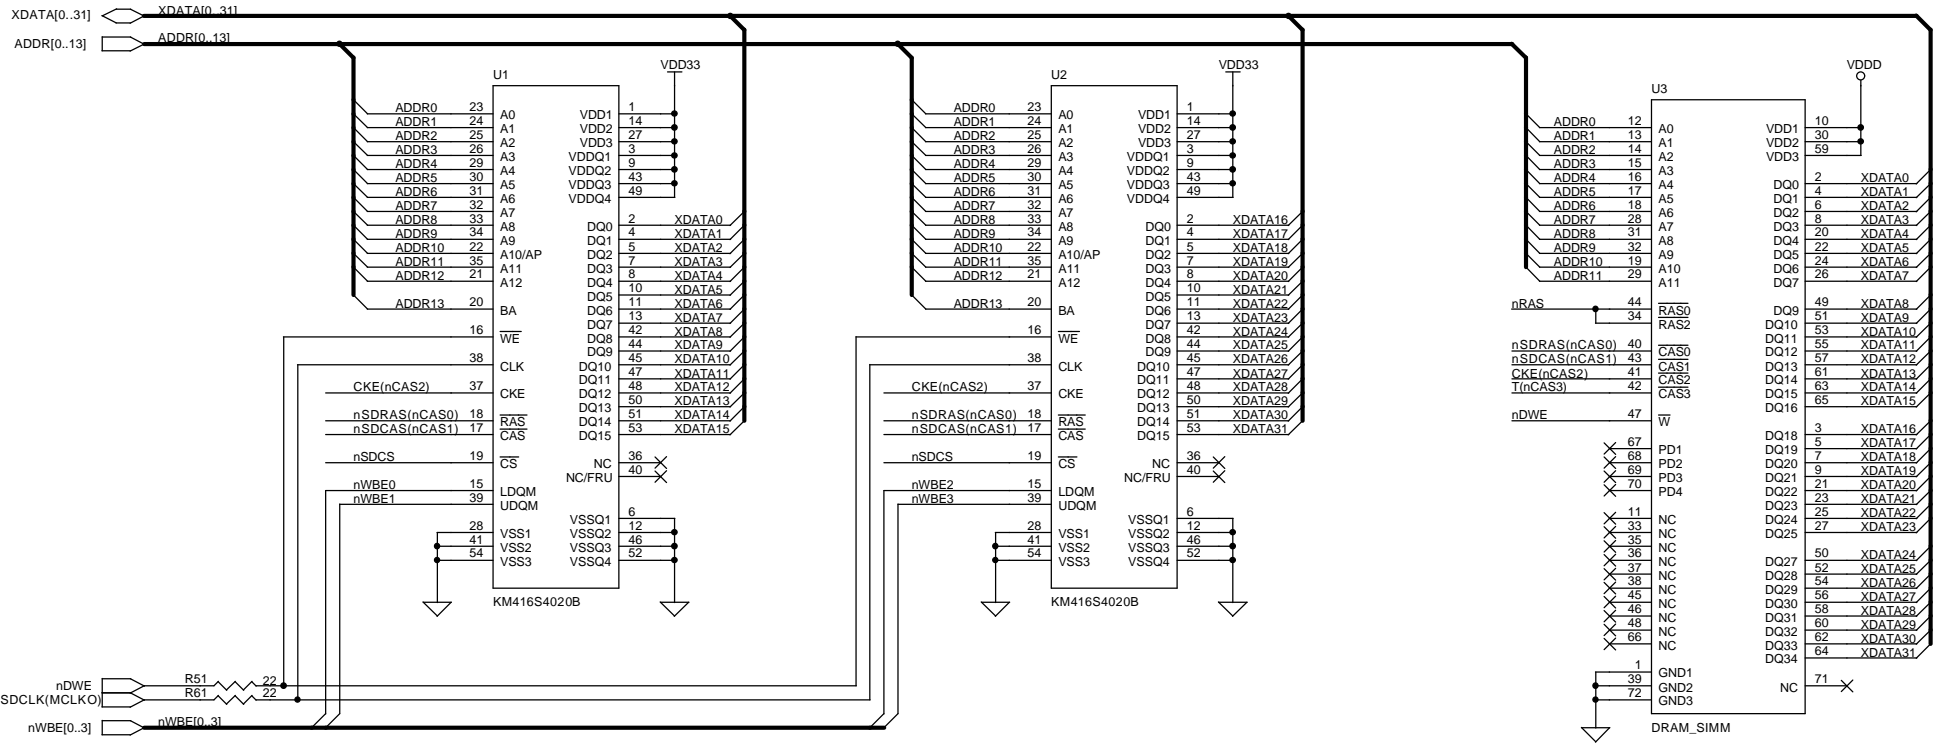 XDATA[0..31]
XDATA[0..31]
ADDR[0..13]
ADDR[0..13]
U1
VDD33
ADDR0 23 A0
ADDR1 24 A1
ADDR2 25 A2
ADDR3 26 A3
ADDR4 29 A4
ADDR5 30 A5
ADDR6 31 A6
ADDR7 32 A7
ADDR8 33 A8
ADDR9 34 A9
ADDR10 22 A10/AP
ADDR11 35 A11
ADDR12 21 A12
ADDR13 20 BA
16 WE
38 CLK
CKE(nCAS2) 37 CKE
nSDRAS(nCAS0) 18 RAS
nSDCAS(nCAS1) 17 CAS
nSDCS 19 CS
nWBE0 15 LDQM
nWBE1 39 UDQM
28 VSS1
41 VSS2
54 VSS3
VDD1 1
VDD2 14
VDD3 27
VDDQ1 3
VDDQ2 9
VDDQ3 43
VDDQ4 49
DQ0 2 XDATA0
DQ1 4 XDATA1
DQ2 5 XDATA2
DQ3 7 XDATA3
DQ4 8 XDATA4
DQ5 10 XDATA5
DQ6 11 XDATA6
DQ7 13 XDATA7
DQ8 42 XDATA8
DQ9 44 XDATA9
DQ10 45 XDATA10
DQ11 47 XDATA11
DQ12 48 XDATA12
DQ13 50 XDATA13
DQ14 51 XDATA14
DQ15 53 XDATA15
NC 36
NC/FRU 40
VSSQ1 6
VSSQ2 12
VSSQ3 46
VSSQ4 52
KM416S4020B
U2
VDD33
ADDR0 23 A0
ADDR1 24 A1
ADDR2 25 A2
ADDR3 26 A3
ADDR4 29 A4
ADDR5 30 A5
ADDR6 31 A6
ADDR7 32 A7
ADDR8 33 A8
ADDR9 34 A9
ADDR10 22 A10/AP
ADDR11 35 A11
ADDR12 21 A12
ADDR13 20 BA
16 WE
38 CLK
CKE(nCAS2) 37 CKE
nSDRAS(nCAS0) 18 RAS
nSDCAS(nCAS1) 17 CAS
nSDCS 19 CS
nWBE2 15 LDQM
nWBE3 39 UDQM
28 VSS1
41 VSS2
54 VSS3
VDD1 1
VDD2 14
VDD3 27
VDDQ1 3
VDDQ2 9
VDDQ3 43
VDDQ4 49
DQ0 2 XDATA16
DQ1 4 XDATA17
DQ2 5 XDATA18
DQ3 7 XDATA19
DQ4 8 XDATA20
DQ5 10 XDATA21
DQ6 11 XDATA22
DQ7 13 XDATA23
DQ8 42 XDATA24
DQ9 44 XDATA25
DQ10 45 XDATA26
DQ11 47 XDATA27
DQ12 48 XDATA28
DQ13 50 XDATA29
DQ14 51 XDATA30
DQ15 53 XDATA31
NC 36
NC/FRU 40
VSSQ1 6
VSSQ2 12
VSSQ3 46
VSSQ4 52
KM416S4020B
U3
VDDD
ADDR0 12 A0
ADDR1 13 A1
ADDR2 14 A2
ADDR3 15 A3
ADDR4 16 A4
ADDR5 17 A5
ADDR6 18 A6
ADDR7 28 A7
ADDR8 31 A8
ADDR9 32 A9
ADDR10 19 A10
ADDR11 29 A11
nRAS 44 RAS0
34 RAS2
nSDRAS(nCAS0) 40 CAS0
nSDCAS(nCAS1) 43 CAS1
CKE(nCAS2) 41 CAS2
T(nCAS3) 42 CAS3
nDWE 47 W
67 PD1
68 PD2
69 PD3
70 PD4
11 NC
33 NC
35 NC
36 NC
37 NC
38 NC
45 NC
46 NC
48 NC
66 NC
1 GND1
39 GND2
72 GND3
VDD1 10
VDD2 30
VDD3 59
DQ0 2 XDATA0
DQ1 4 XDATA1
DQ2 6 XDATA2
DQ3 8 XDATA3
DQ4 20 XDATA4
DQ5 22 XDATA5
DQ6 24 XDATA6
DQ7 26 XDATA7
DQ9 49 XDATA8
DQ10 51 XDATA9
DQ11 53 XDATA10
DQ12 55 XDATA11
DQ13 57 XDATA12
DQ14 61 XDATA13
DQ15 63 XDATA14
DQ16 65 XDATA15
DQ18 3 XDATA16
DQ19 5 XDATA17
DQ20 7 XDATA18
DQ21 9 XDATA19
DQ22 21 XDATA20
DQ23 23 XDATA21
DQ24 25 XDATA22
DQ25 27 XDATA23
DQ27 50 XDATA24
DQ28 52 XDATA25
DQ29 54 XDATA26
DQ30 56 XDATA27
DQ31 58 XDATA28
DQ32 60 XDATA29
DQ33 62 XDATA30
DQ34 64 XDATA31
NC 71
DRAM_SIMM
nDWE R51 22
SDCLK(MCLKO) R61 22
nWBE[0..3] nWBE[0..3]